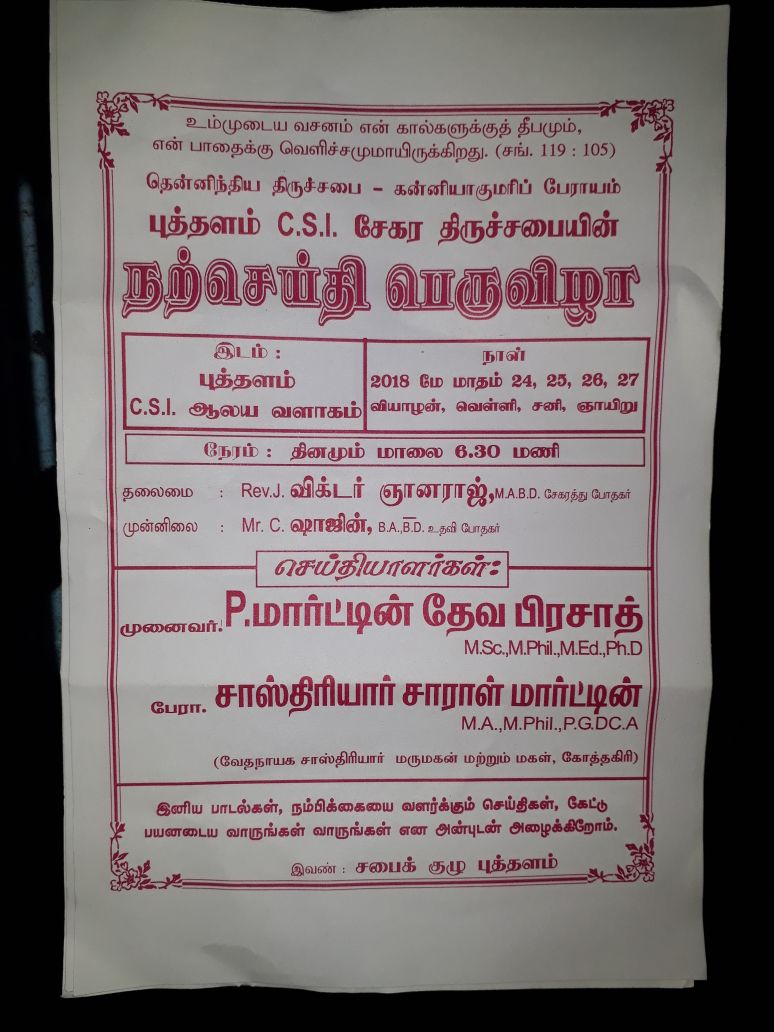 உம்முடைய வசனம் என் கால்களுக்குத் தீபமும்,
என் பாதைக்கு வெளிச்சமுமாயிருக்கிறது. (சங். 119 : 105)
தென்னிந்திய திருச்சபை – கன்னியாகுமரிப் பேராயம்
புத்தளம் C.S.I. சேகர திருச்சபையின்
நற்செய்தி பெருவிழா
இடம் :
புத்தளம்
C.S.I. ஆலய வளாகம்
நாள்
2018 மே மாதம் 24, 25, 26, 27
வியாழன், வெள்ளி, சனி, ஞாயிறு
நேரம் : தினமும் மாலை 6.30 மணி
தலைமை : Rev.J. விக்டர் ஞானராஜ்,M.A.B.D. சேகரத்து போதகர்
முன்னிலை : Mr. C. ஷாஜின், B.A.,B.D. உதவி போதகர்
செய்தியாளர்கள்:
முனைவர். P.மார்ட்டின் தேவ பிரசாத்
M.Sc.,M.Phil.,M.Ed.,Ph.D
பேரா. சாஸ்திரியார் சாராள் மார்ட்டின்
M.A.,M.Phil.,P.G.DC.A
(வேதநாயக சாஸ்திரியார் மருமகன் மற்றும் மகள், கோத்தகிரி)
இனிய பாடல்கள், நம்பிக்கையை வளர்க்கும் செய்திகள், கேட்டு
பயனடைய வாருங்கள் வாருங்கள் என அன்புடன் அழைக்கிறோம்.
இவண் : சபைக் குழு புத்தளம்